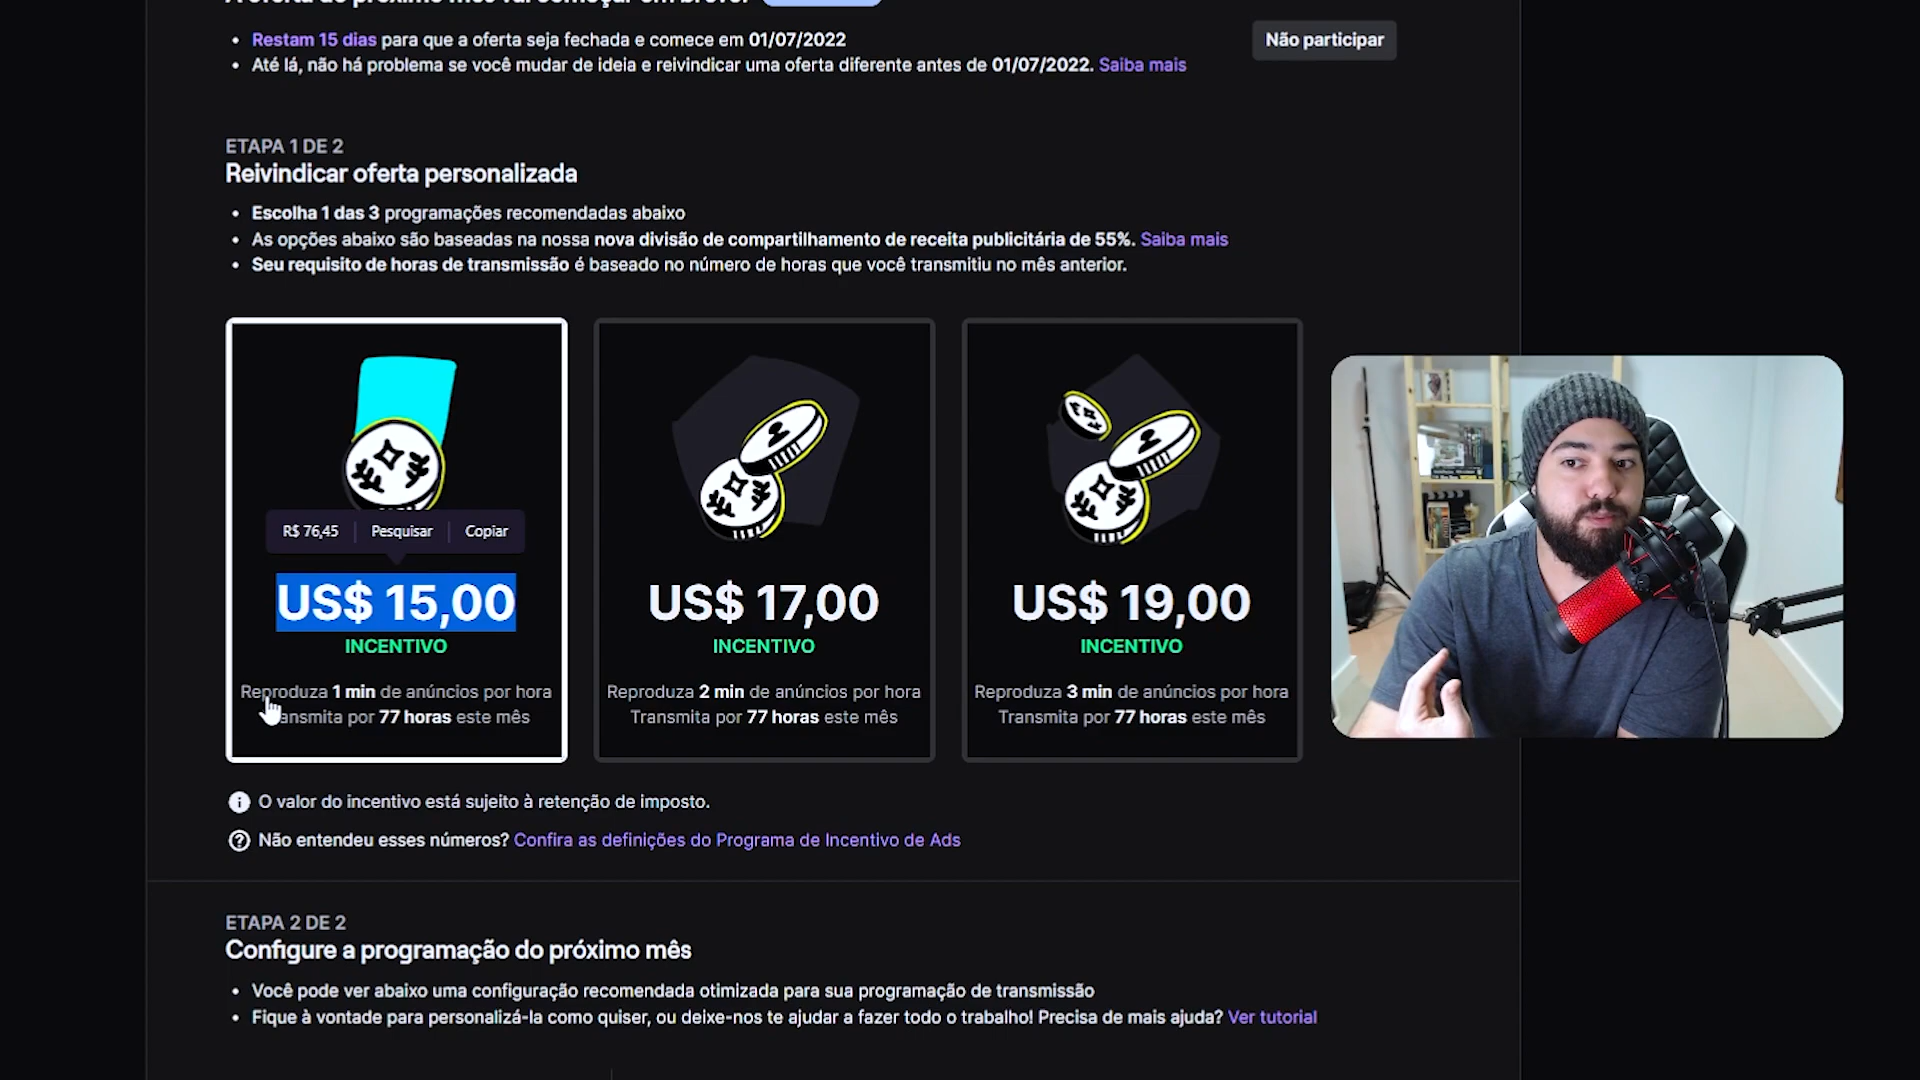 Restam 15 dias para que a oferta seja fechada e comece em 01/07/2022
Não participar
Até lá, não há problema se você mudar de ideia e reivindicar uma oferta diferente antes de 01/07/2022. Saiba mais
ETAPA 1 DE 2
Reivindicar oferta personalizada
Escolha 1 das 3 programações recomendadas abaixo
As opções abaixo são baseadas na nossa nova divisão de compartilhamento de receita publicitária de 55%. Saiba mais
Seu requisito de horas de transmissão é baseado no número de horas que você transmitiu no mês anterior.
R$ 76,45 Pesquisar Copiar
US$ 15,00
INCENTIVO
Reproduza 1 min de anúncios por hora
ansmita por 77 horas este mês
US$ 17,00
INCENTIVO
Reproduza 2 min de anúncios por hora
Transmita por 77 horas este mês
US$ 19,00
INCENTIVO
Reproduza 3 min de anúncios por hora
Transmita por 77 horas este mês
O valor do incentivo está sujeito à retenção de imposto.
Não entendeu esses números? Confira as definições do Programa de Incentivo de Ads
ETAPA 2 DE 2
Configure a programação do próximo mês
Você pode ver abaixo uma configuração recomendada otimizada para sua programação de transmissão
Fique à vontade para personalizá-la como quiser, ou deixe-nos te ajudar a fazer todo o trabalho! Precisa de mais ajuda? Ver tutorial